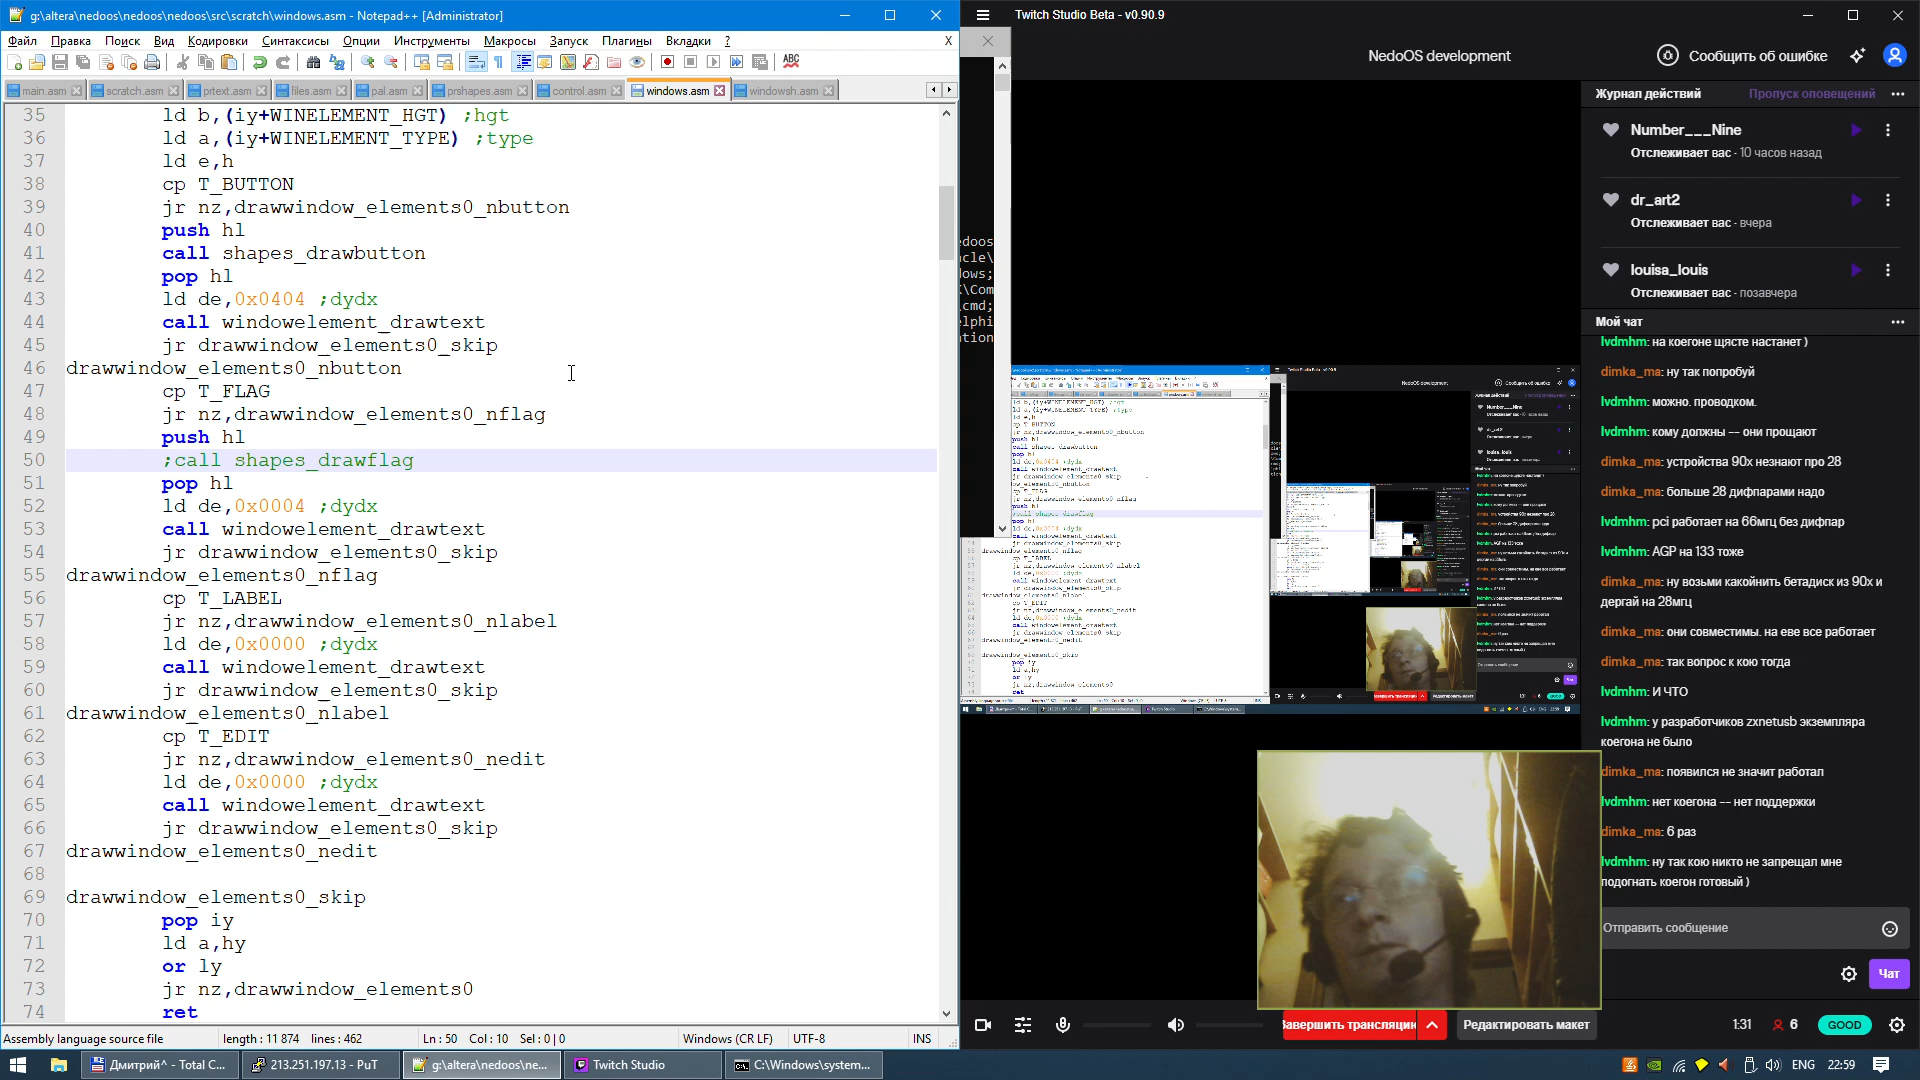 g:\altera\nedoos\nedoos\nedoos\src\scratch\windows.asm - Notepad++ [Administrator]
Файл Правка Поиск Вид Кодировки Синтаксисы Опции Инструменты Макросы Запуск Плагины Вкладки ? X
main.asm scratch.asm prtext.asm files.asm pal.asm prshapes.asm control.asm windows.asm windowsh.asm
35 ld b,(iy+WINELEMENT_HGT) ;hgt
36 ld a,(iy+WINELEMENT_TYPE) ;type
37 ld e,h
38 cp T_BUTTON
39 jr nz,drawwindow_elements0_nbutton
40 push hl
41 call shapes_drawbutton
42 pop hl
43 ld de,0x0404 ;dydx
44 call windowelement_drawtext
45 jr drawwindow_elements0_skip
46 drawwindow_elements0_nbutton
47 cp T_FLAG
48 jr nz,drawwindow_elements0_nflag
49 push hl
50 ;call shapes_drawflag
51 pop hl
52 ld de,0x0004 ;dydx
53 call windowelement_drawtext
54 jr drawwindow_elements0_skip
55 drawwindow_elements0_nflag
56 cp T_LABEL
57 jr nz,drawwindow_elements0_nlabel
58 ld de,0x0000 ;dydx
59 call windowelement_drawtext
60 jr drawwindow_elements0_skip
61 drawwindow_elements0_nlabel
62 cp T_EDIT
63 jr nz,drawwindow_elements0_nedit
64 ld de,0x0000 ;dydx
65 call windowelement_drawtext
66 jr drawwindow_elements0_skip
67 drawwindow_elements0_nedit
68
69 drawwindow_elements0_skip
70 pop iy
71 ld a,hy
72 or ly
73 jr nz,drawwindow_elements0
74 ret
Assembly language source file length : 11 874 lines : 462 Ln : 50 Col : 10 Sel : 0 | 0 Windows (CR LF) UTF-8 INS
Twitch Studio Beta - v0.90.9
NedoOS development
Сообщить об ошибке
edoos
cle\
ows;
\Com
cmd;
lphi
tion
Журнал действий Пропуск оповещений
Number___Nine
Отслеживает вас · 10 часов назад
dr_art2
Отслеживает вас · вчера
louisa_louis
Отслеживает вас · позавчера
Мой чат
lvdmhm: на коегоне щясте настанет )
dimka_ma: ну так попробуй
lvdmhm: можно. проводком.
lvdmhm: кому должны -- они прощают
dimka_ma: устройства 90х незнают про 28
dimka_ma: больше 28 дифпарами надо
lvdmhm: pci работает на 66мгц без дифпар
lvdmhm: AGP на 133 тоже
dimka_ma: ну возьми какойнить бетадиск из 90х и
дергай на 28мгц
dimka_ma: они совместимы. на еве все работает
dimka_ma: так вопрос к кою тогда
lvdmhm: И ЧТО
lvdmhm: у разработчиков zxnetusb экземпляра
коегона не было
dimka_ma: появился не значит работал
lvdmhm: нет коегона -- нет поддержки
dimka_ma: 6 раз
lvdmhm: ну так кою никто не запрещал мне
подогнать коегон готовый )
Отправить сообщение
Чат
Завершить трансляцию Редактировать макет 1:31 6 GOOD
Дмитрий^ - Total C... 213.251.197.13 - PuT g:\altera\nedoos\ne... Twitch Studio C:\Windows\system... ENG 22:59